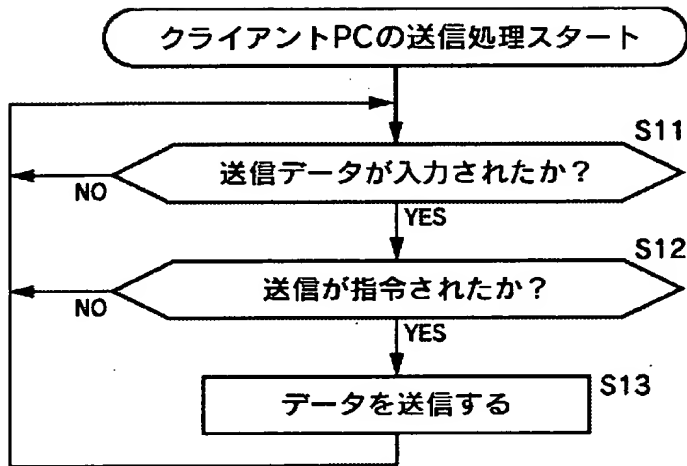 クライアントPCの送信処理スタート
S11
送信データが入力されたか？
NO
YES
S12
送信が指令されたか？
NO
YES
S13
データを送信する